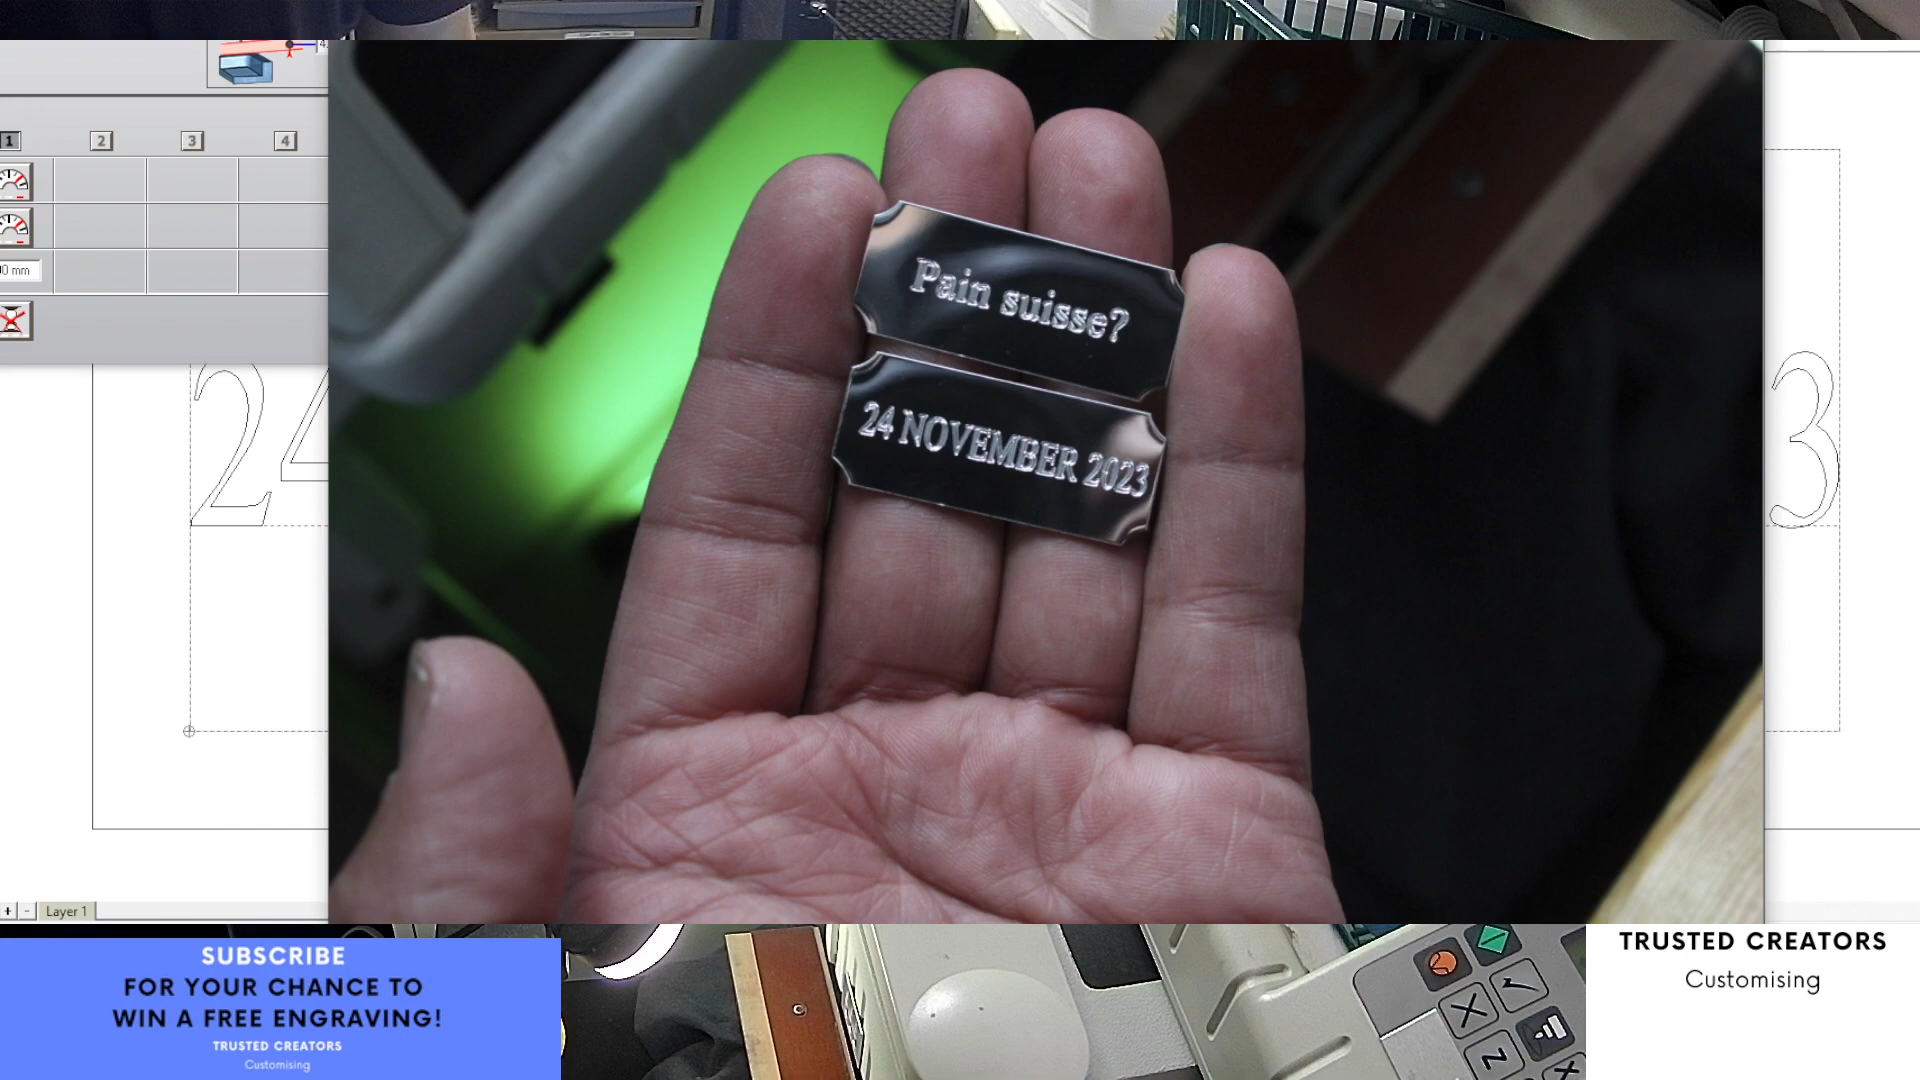 1
2
3
4
0 mm
Pain suisse?
24 NOVEMBER 2023
24
3
+
-
Layer 1
SUBSCRIBE
FOR YOUR CHANCE TO
WIN A FREE ENGRAVING!
TRUSTED CREATORS
Customising
TRUSTED CREATORS
Customising
X
Z
X